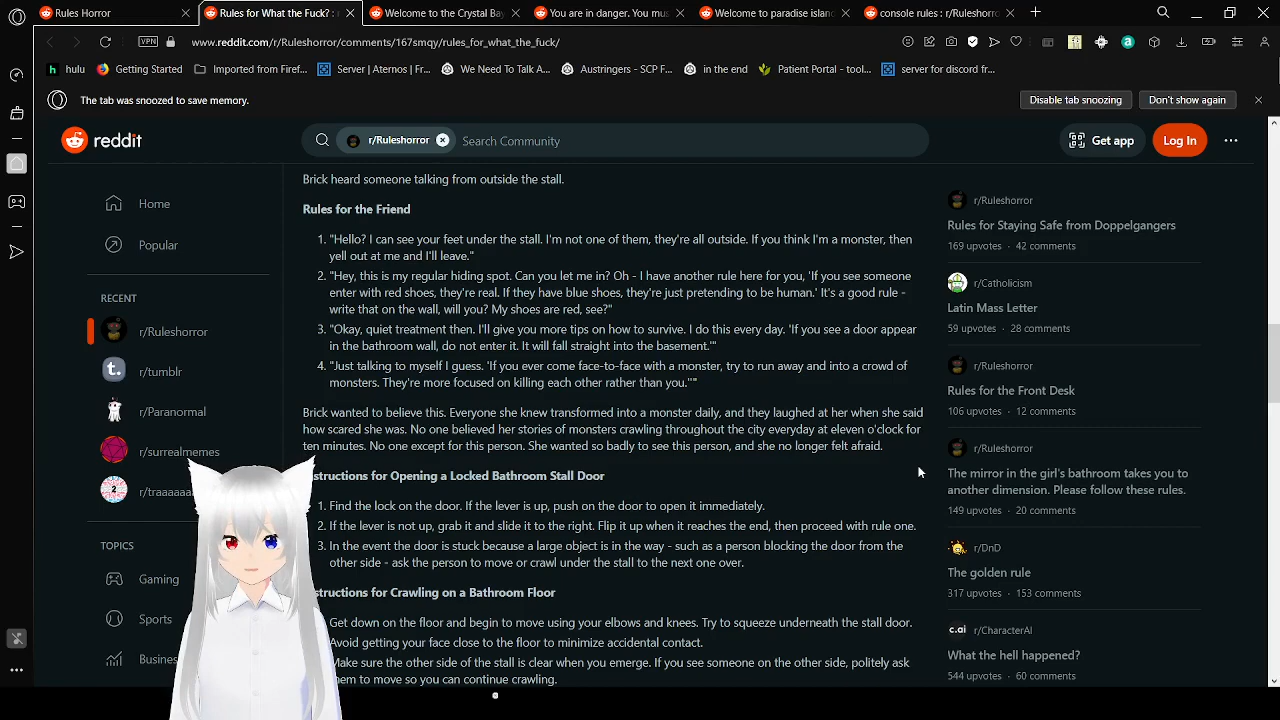 Rules Horror
Rules for What the Fuck? :
Welcome to the Crystal Bay
You are in danger. You mus
Welcome to paradise island
console rules : r/Ruleshorro
VPN
www.reddit.com/r/Ruleshorror/comments/167smqy/rules_for_what_the_fuck/
hulu
Getting Started
Imported from Firef...
Server | Aternos | Fr...
We Need To Talk A...
Austringers - SCP F...
in the end
Patient Portal - tool...
server for discord fr...
The tab was snoozed to save memory.
Disable tab snoozing
Don't show again
reddit
r/Ruleshorror
Search Community
Get app
Log In
Home
Popular
RECENT
r/Ruleshorror
r/tumblr
r/Paranormal
r/surrealmemes
r/traaaaaa
TOPICS
Gaming
Sports
Busines
Brick heard someone talking from outside the stall.
Rules for the Friend
1. "Hello? I can see your feet under the stall. I'm not one of them, they're all outside. If you think I'm a monster, then
yell out at me and I'll leave."
2. "Hey, this is my regular hiding spot. Can you let me in? Oh - I have another rule here for you, 'If you see someone
enter with red shoes, they're real. If they have blue shoes, they're just pretending to be human.' It's a good rule -
write that on the wall, will you? My shoes are red, see?"
3. "Okay, quiet treatment then. I'll give you more tips on how to survive. I do this every day. 'If you see a door appear
in the bathroom wall, do not enter it. It will fall straight into the basement.'"
4. "Just talking to myself I guess. 'If you ever come face-to-face with a monster, try to run away and into a crowd of
monsters. They're more focused on killing each other rather than you.'"'
Brick wanted to believe this. Everyone she knew transformed into a monster daily, and they laughed at her when she said
how scared she was. No one believed her stories of monsters crawling throughout the city everyday at eleven o'clock for
ten minutes. No one except for this person. She wanted so badly to see this person, and she no longer felt afraid.
structions for Opening a Locked Bathroom Stall Door
1. Find the lock on the door. If the lever is up, push on the door to open it immediately.
2. If the lever is not up, grab it and slide it to the right. Flip it up when it reaches the end, then proceed with rule one.
3. In the event the door is stuck because a large object is in the way - such as a person blocking the door from the
other side - ask the person to move or crawl under the stall to the next one over.
structions for Crawling on a Bathroom Floor
Get down on the floor and begin to move using your elbows and knees. Try to squeeze underneath the stall door.
Avoid getting your face close to the floor to minimize accidental contact.
Make sure the other side of the stall is clear when you emerge. If you see someone on the other side, politely ask
them to move so you can continue crawling.
r/Ruleshorror
Rules for Staying Safe from Doppelgangers
169 upvotes · 42 comments
r/Catholicism
Latin Mass Letter
59 upvotes · 28 comments
r/Ruleshorror
Rules for the Front Desk
106 upvotes · 12 comments
r/Ruleshorror
The mirror in the girl's bathroom takes you to
another dimension. Please follow these rules.
149 upvotes · 20 comments
r/DnD
The golden rule
317 upvotes · 153 comments
c.ai
r/CharacterAI
What the hell happened?
544 upvotes · 60 comments